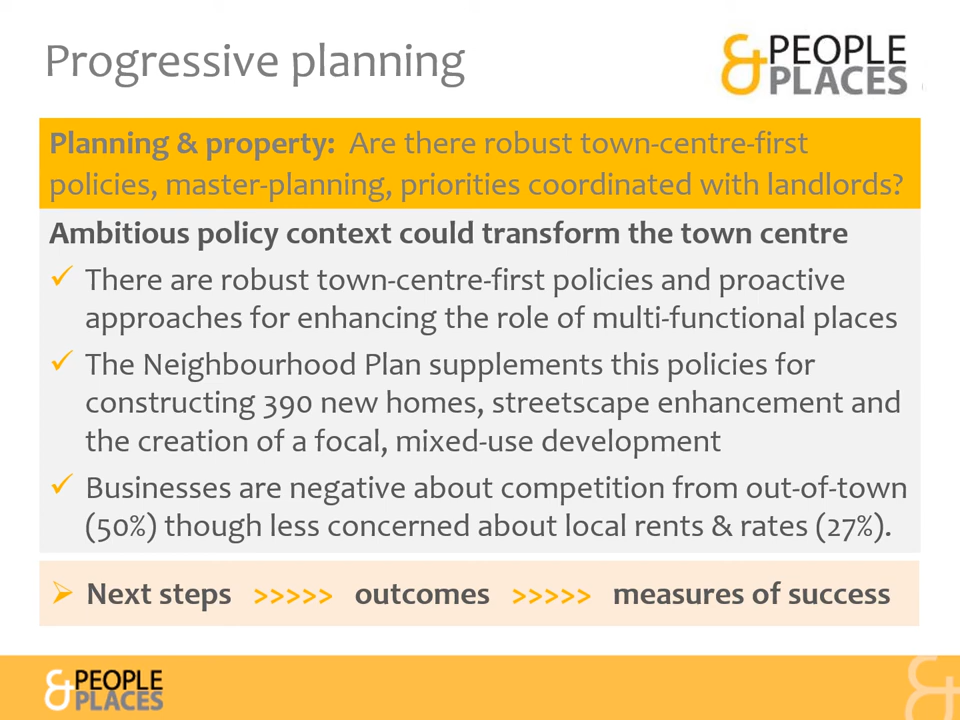 Progressive planning
& PEOPLE
PLACES
Planning & property: Are there robust town-centre-first
policies, master-planning, priorities coordinated with landlords?
Ambitious policy context could transform the town centre
✓ There are robust town-centre-first policies and proactive
approaches for enhancing the role of multi-functional places
✓ The Neighbourhood Plan supplements this policies for
constructing 390 new homes, streetscape enhancement and
the creation of a focal, mixed-use development
✓ Businesses are negative about competition from out-of-town
(50%) though less concerned about local rents & rates (27%).
➢ Next steps >>>>> outcomes >>>>> measures of success
& PEOPLE
PLACES
&